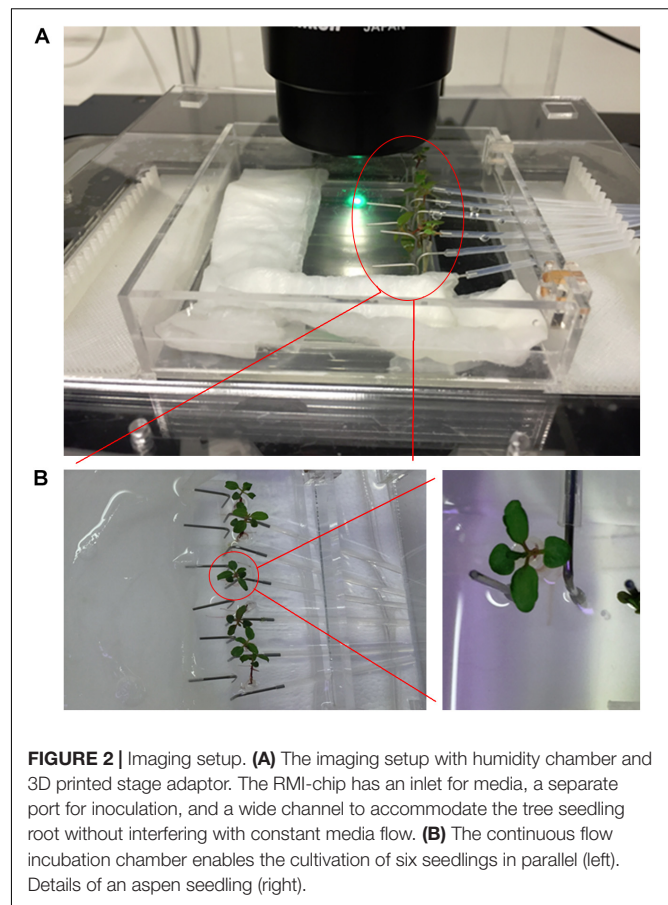 A
JAPAN
B
FIGURE 2 | Imaging setup. (A) The imaging setup with humidity chamber and
3D printed stage adaptor. The RMI-chip has an inlet for media, a separate
port for inoculation, and a wide channel to accommodate the tree seedling
root without interfering with constant media flow. (B) The continuous flow
incubation chamber enables the cultivation of six seedlings in parallel (left).
Details of an aspen seedling (right).